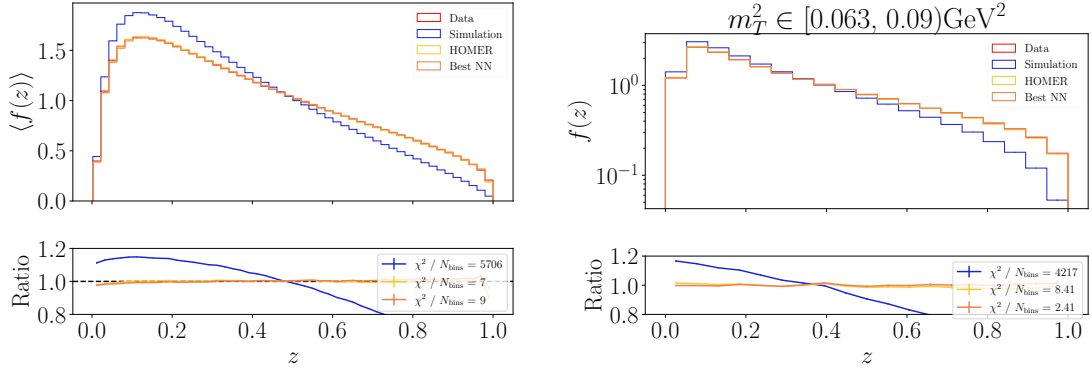 ⟨f(z)⟩
1.5
1.0
0.5
0.0
Data
Simulation
HOMER
Best NN
Ratio
1.2
1.0
0.8
χ² / N_bins = 5706
χ² / N_bins = 7
χ² / N_bins = 9
0.0 0.2 0.4 0.6 0.8 1.0
z
m_T² ∈ [0.063, 0.09)GeV²
f(z)
10⁰
10⁻¹
Data
Simulation
HOMER
Best NN
Ratio
1.2
1.0
0.8
χ² / N_bins = 4217
χ² / N_bins = 8.41
χ² / N_bins = 2.41
0.0 0.2 0.4 0.6 0.8 1.0
z